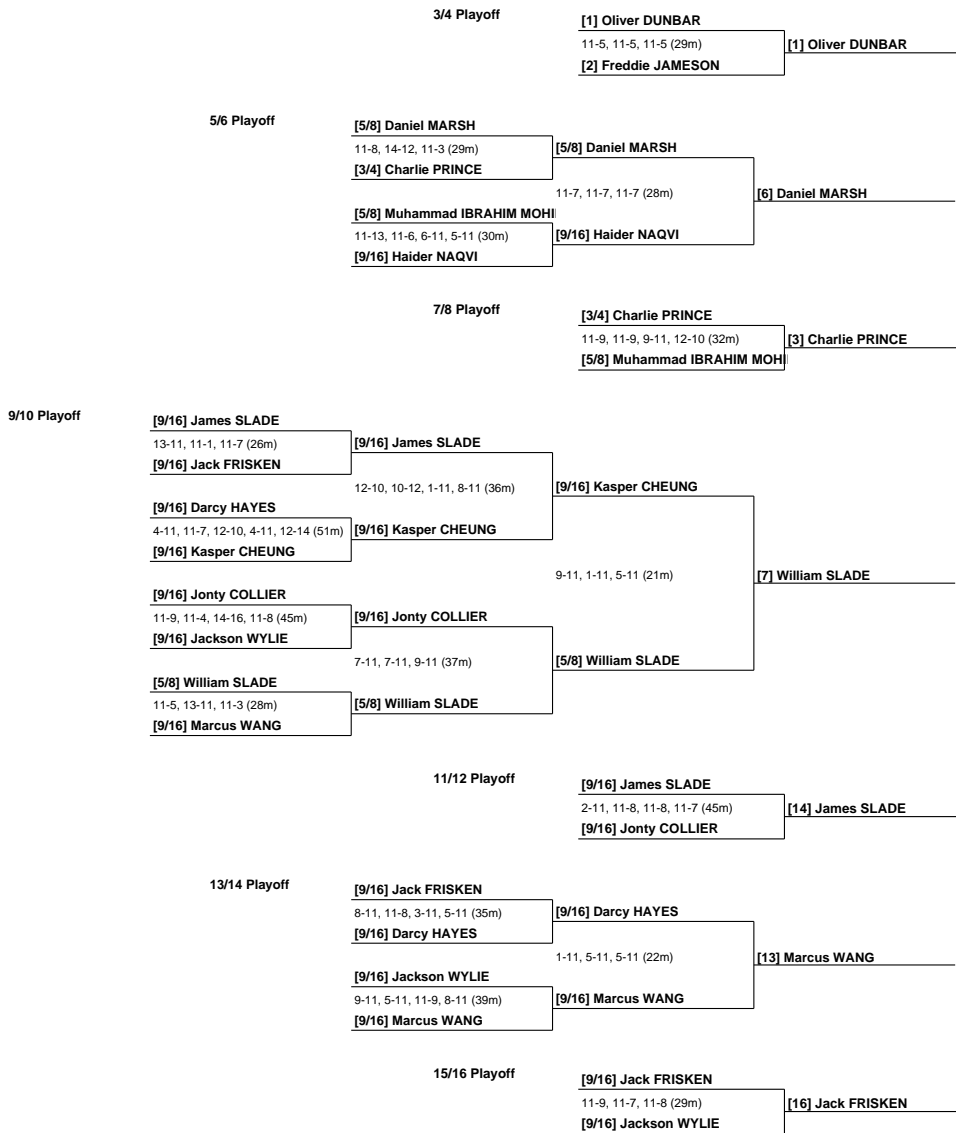 3/4 Playoff
[1] Oliver DUNBAR
11-5, 11-5, 11-5 (29m)
[1] Oliver DUNBAR
[2] Freddie JAMESON
5/6 Playoff
[5/8] Daniel MARSH
11-8, 14-12, 11-3 (29m)
[5/8] Daniel MARSH
[3/4] Charlie PRINCE
11-7, 11-7, 11-7 (28m)
[6] Daniel MARSH
[5/8] Muhammad IBRAHIM MOHI
11-13, 11-6, 6-11, 5-11 (30m)
[9/16] Haider NAQVI
[9/16] Haider NAQVI
7/8 Playoff
[3/4] Charlie PRINCE
11-9, 11-9, 9-11, 12-10 (32m)
[3] Charlie PRINCE
[5/8] Muhammad IBRAHIM MOHI
9/10 Playoff
[9/16] James SLADE
13-11, 11-1, 11-7 (26m)
[9/16] James SLADE
[9/16] Jack FRISKEN
12-10, 10-12, 1-11, 8-11 (36m)
[9/16] Kasper CHEUNG
[9/16] Darcy HAYES
4-11, 11-7, 12-10, 4-11, 12-14 (51m)
[9/16] Kasper CHEUNG
[9/16] Kasper CHEUNG
9-11, 1-11, 5-11 (21m)
[7] William SLADE
[9/16] Jonty COLLIER
11-9, 11-4, 14-16, 11-8 (45m)
[9/16] Jonty COLLIER
[9/16] Jackson WYLIE
7-11, 7-11, 9-11 (37m)
[5/8] William SLADE
[5/8] William SLADE
11-5, 13-11, 11-3 (28m)
[5/8] William SLADE
[9/16] Marcus WANG
11/12 Playoff
[9/16] James SLADE
2-11, 11-8, 11-8, 11-7 (45m)
[14] James SLADE
[9/16] Jonty COLLIER
13/14 Playoff
[9/16] Jack FRISKEN
8-11, 11-8, 3-11, 5-11 (35m)
[9/16] Darcy HAYES
[9/16] Darcy HAYES
1-11, 5-11, 5-11 (22m)
[13] Marcus WANG
[9/16] Jackson WYLIE
9-11, 5-11, 11-9, 8-11 (39m)
[9/16] Marcus WANG
[9/16] Marcus WANG
15/16 Playoff
[9/16] Jack FRISKEN
11-9, 11-7, 11-8 (29m)
[16] Jack FRISKEN
[9/16] Jackson WYLIE